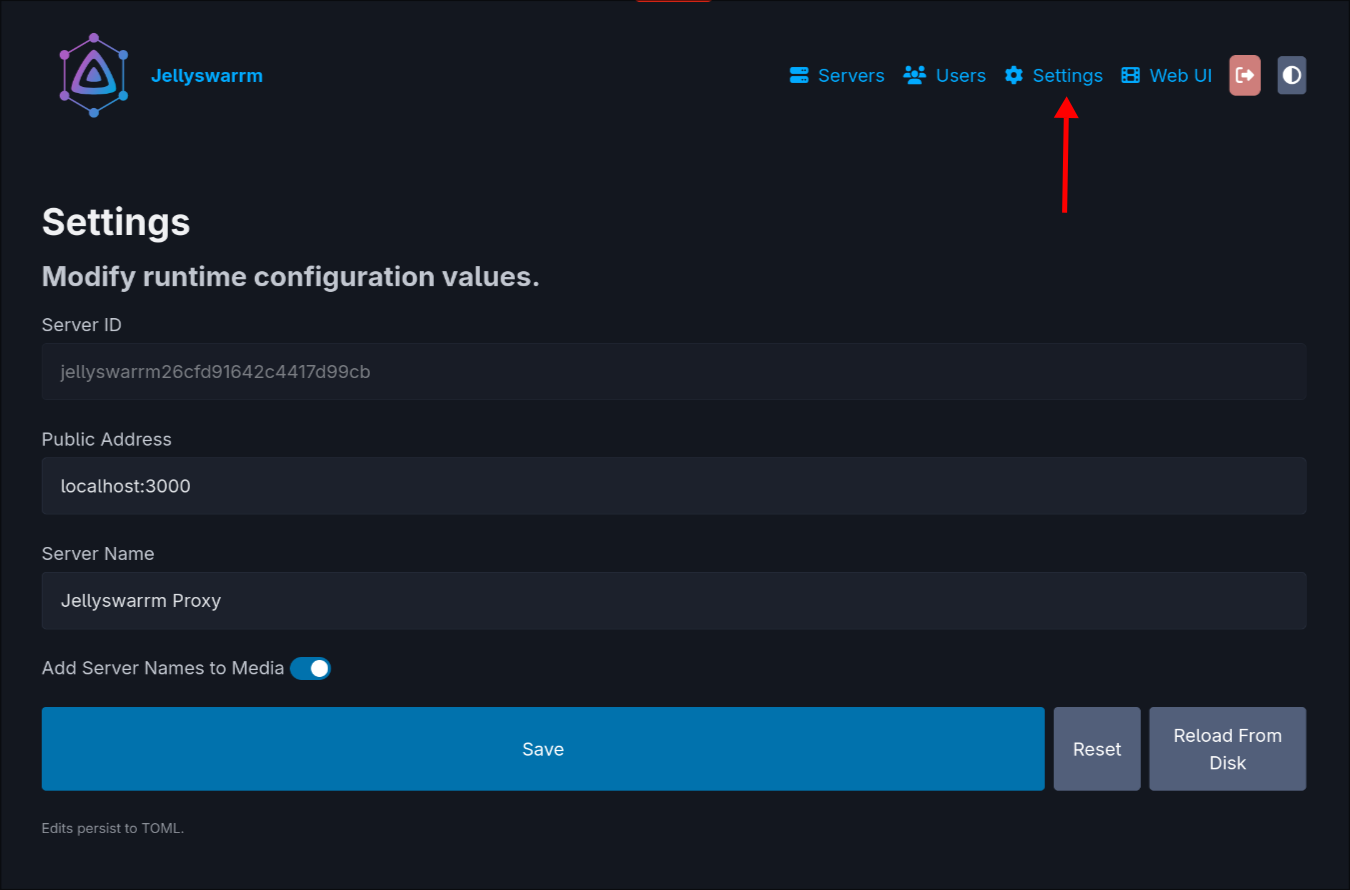 Jellyswarrm
Servers Users Settings Web UI
Settings
Modify runtime configuration values.
Server ID
jellyswarrm26cfd91642c4417d99cb
Public Address
localhost:3000
Server Name
Jellyswarrm Proxy
Add Server Names to Media
Save
Reset
Reload From
Disk
Edits persist to TOML.